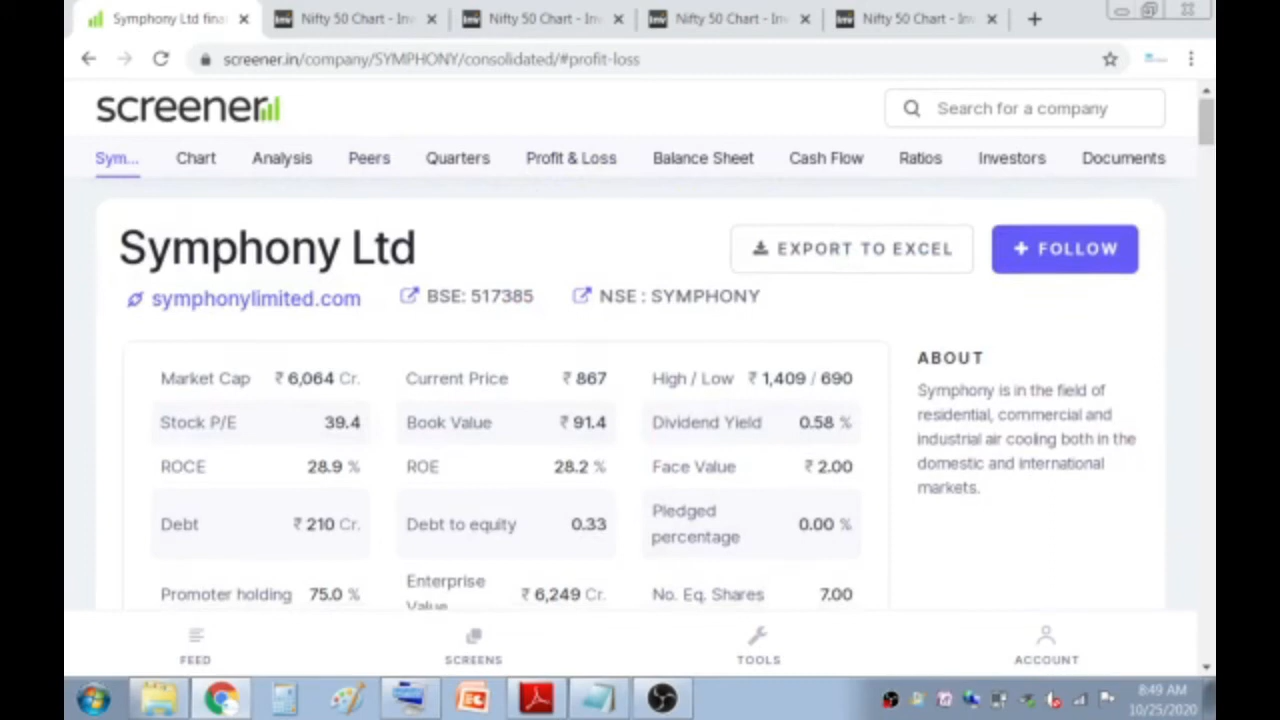 Symphony Ltd fina
Nifty 50 Chart - Inv
Nifty 50 Chart - Inv
Nifty 50 Chart - Inv
Nifty 50 Chart - Inv
screener.in/company/SYMPHONY/consolidated/#profit-loss
screener
Search for a company
Sym... Chart Analysis Peers Quarters Profit & Loss Balance Sheet Cash Flow Ratios Investors Documents
Symphony Ltd
EXPORT TO EXCEL
+ FOLLOW
symphonylimited.com BSE: 517385 NSE : SYMPHONY
Market Cap ₹ 6,064 Cr. Current Price ₹ 867 High / Low ₹ 1,409 / 690
Stock P/E 39.4 Book Value ₹ 91.4 Dividend Yield 0.58 %
ROCE 28.9 % ROE 28.2 % Face Value ₹ 2.00
Debt ₹ 210 Cr. Debt to equity 0.33 Pledged
percentage 0.00 %
Promoter holding 75.0 % Enterprise
Value ₹ 6,249 Cr. No. Eq. Shares 7.00
ABOUT
Symphony is in the field of
residential, commercial and
industrial air cooling both in the
domestic and international
markets.
FEED SCREENS TOOLS ACCOUNT
8:49 AM
10/25/2020